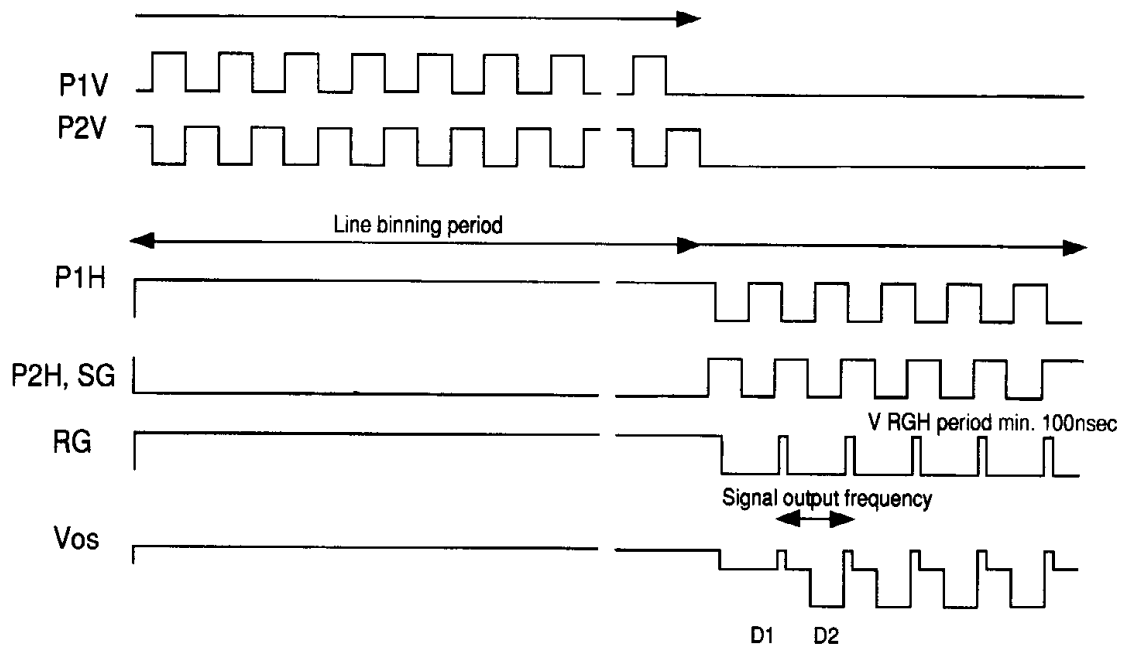 P1V
P2V
Line binning period
P1H
P2H, SG
V RGH period min. 100nsec
RG
Signal output frequency
Vos
D1 D2